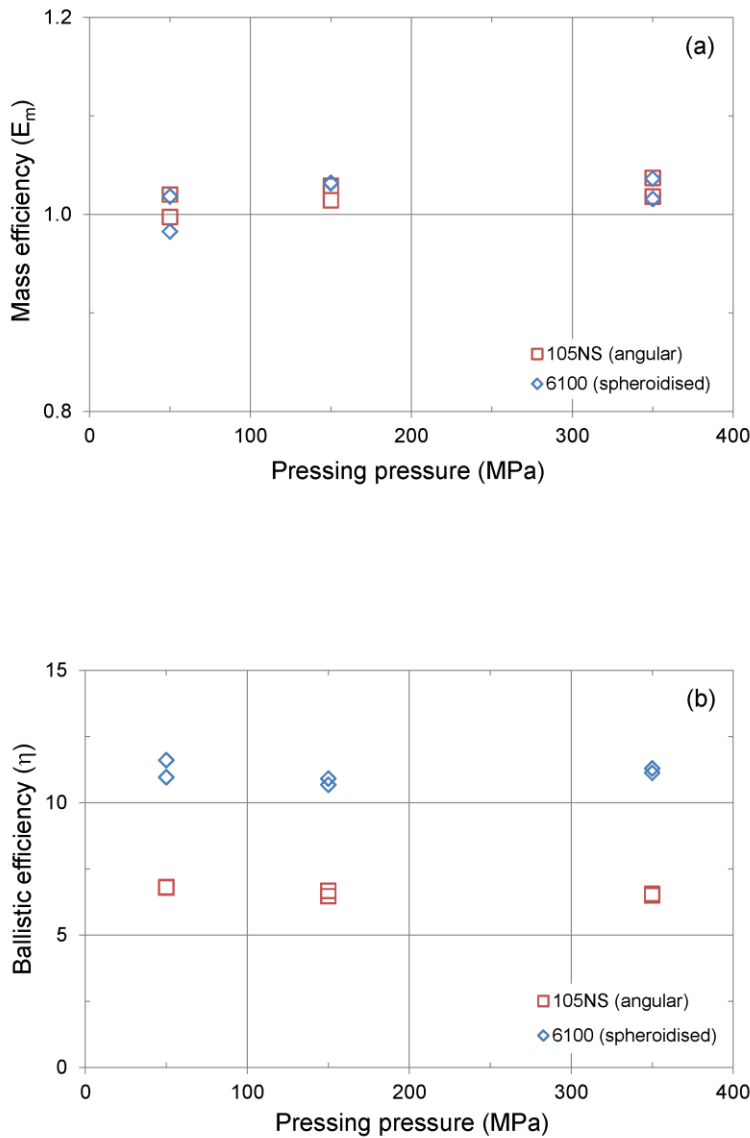 1.2
(a)
Mass efficiency (Em)
1.0
105NS (angular)
6100 (spheroidised)
0.8
0 100 200 300 400
Pressing pressure (MPa)
15
(b)
Ballistic efficiency (η)
10
5
105NS (angular)
6100 (spheroidised)
0
0 100 200 300 400
Pressing pressure (MPa)